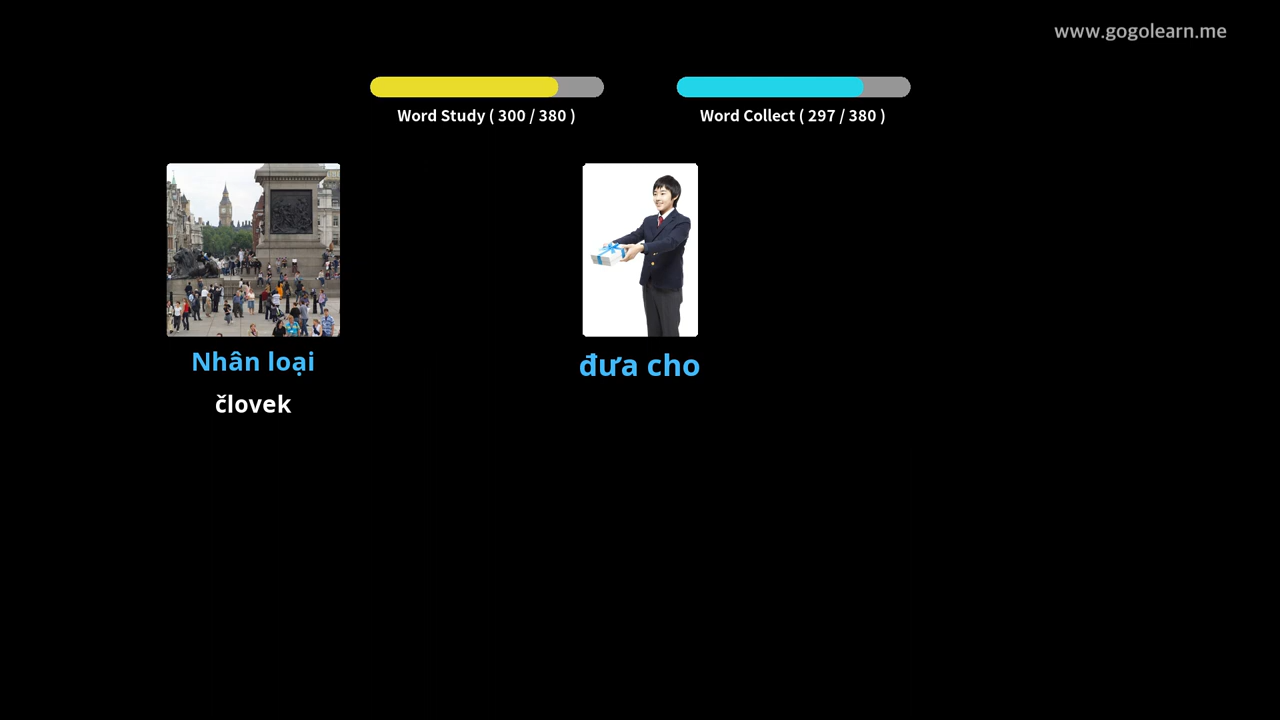 www.gogolearn.me
Word Study ( 300 / 380 )
Word Collect ( 297 / 380 )
Nhân loại
človek
đưa cho